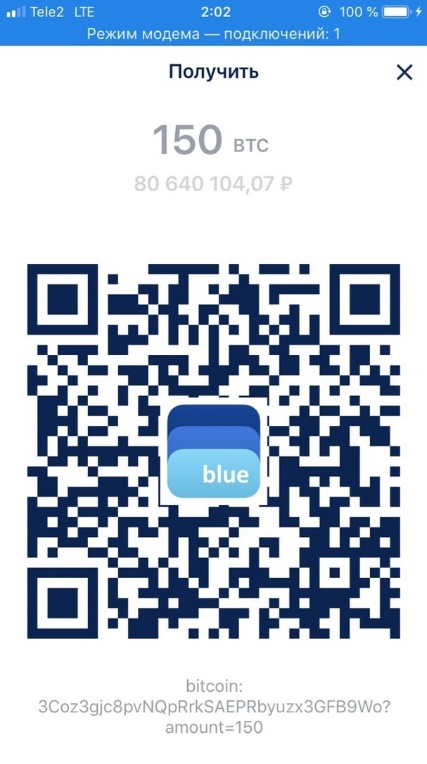 Tele2 LTE 2:02 100 %
Режим модема — подключений: 1
Получить
150 BTC
80 640 104,07 ₽
blue
bitcoin:
3Coz3gjc8pvNQpRrkSAEPRbyuzx3GFB9Wo?
amount=150